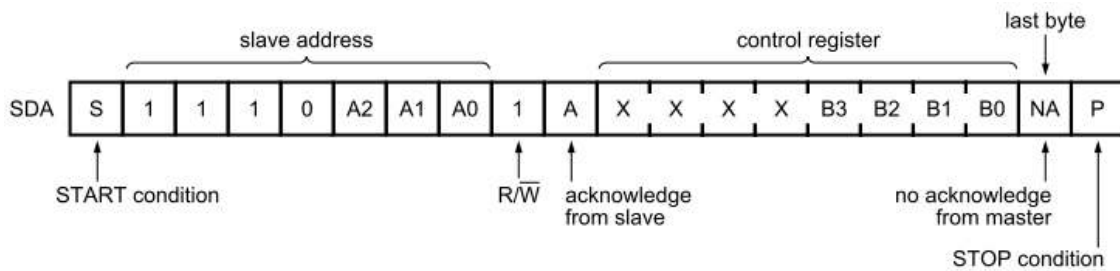 last byte
slave address control register
SDA S 1 1 1 0 A2 A1 A0 1 A X X X X B3 B2 B1 B0 NA P
START condition R/W̅ acknowledge from slave no acknowledge from master
STOP condition